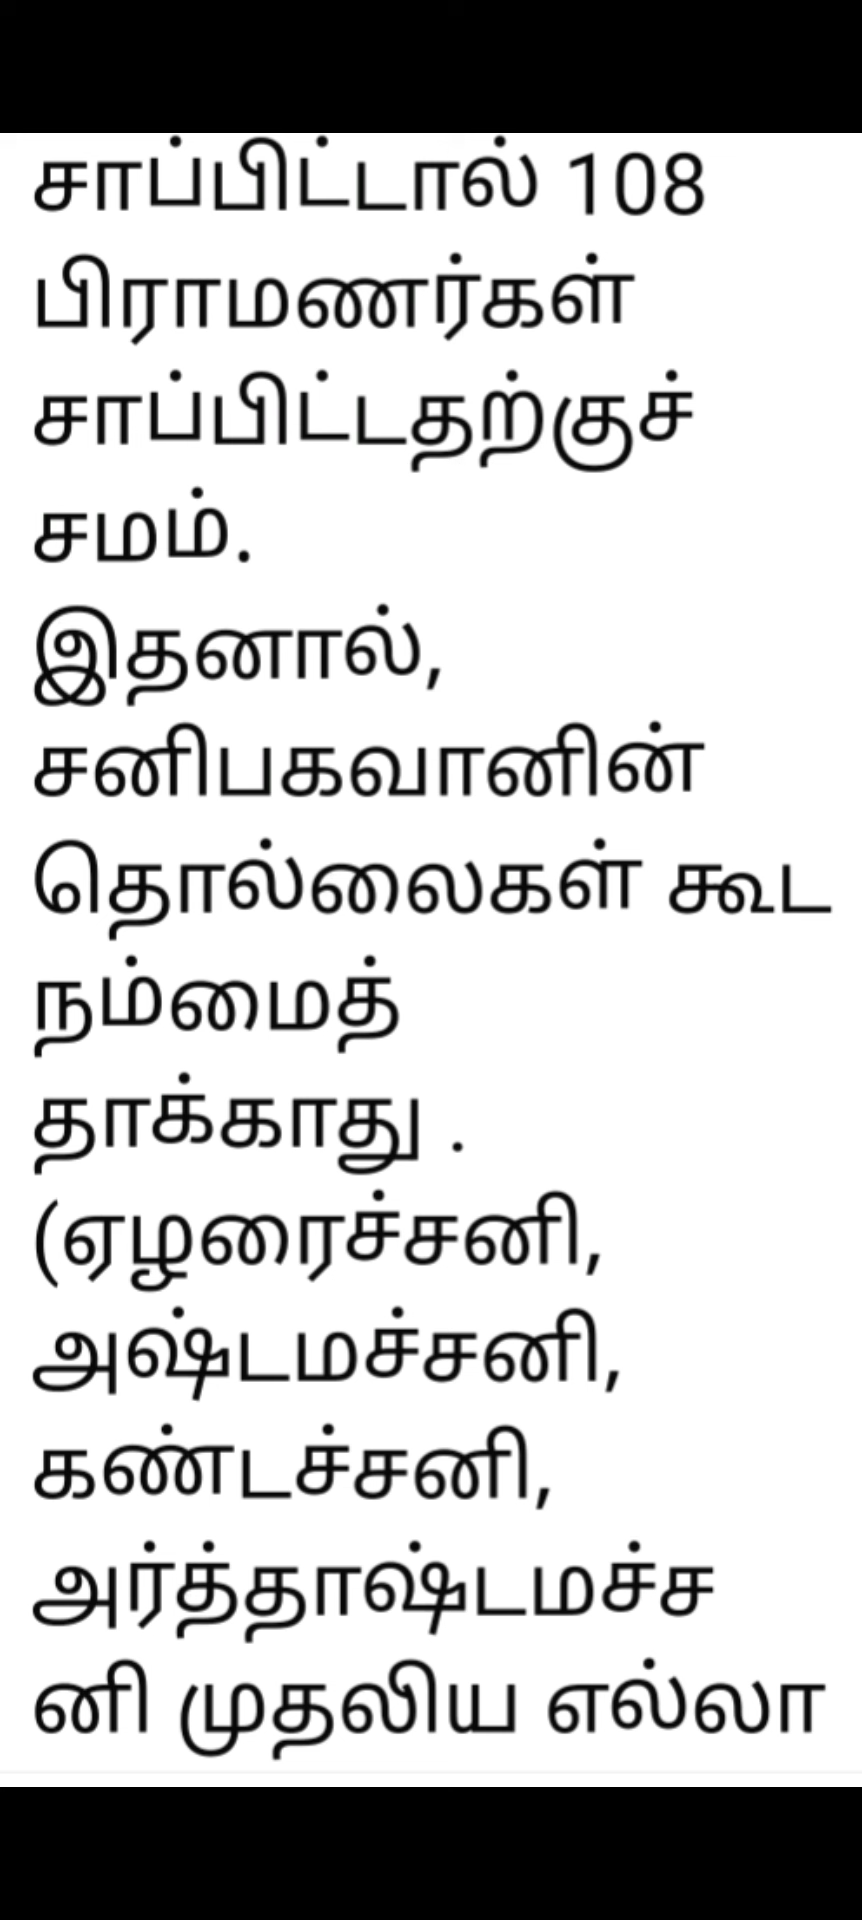 சாப்பிட்டால் 108
பிராமணர்கள்
சாப்பிட்டதற்குச்
சமம்.
இதனால்,
சனிபகவானின்
தொல்லைகள் கூட
நம்மைத்
தாக்காது .
(ஏழரைச்சனி,
அஷ்டமச்சனி,
கண்டச்சனி,
அர்த்தாஷ்டமச்ச
னி முதலிய எல்லா